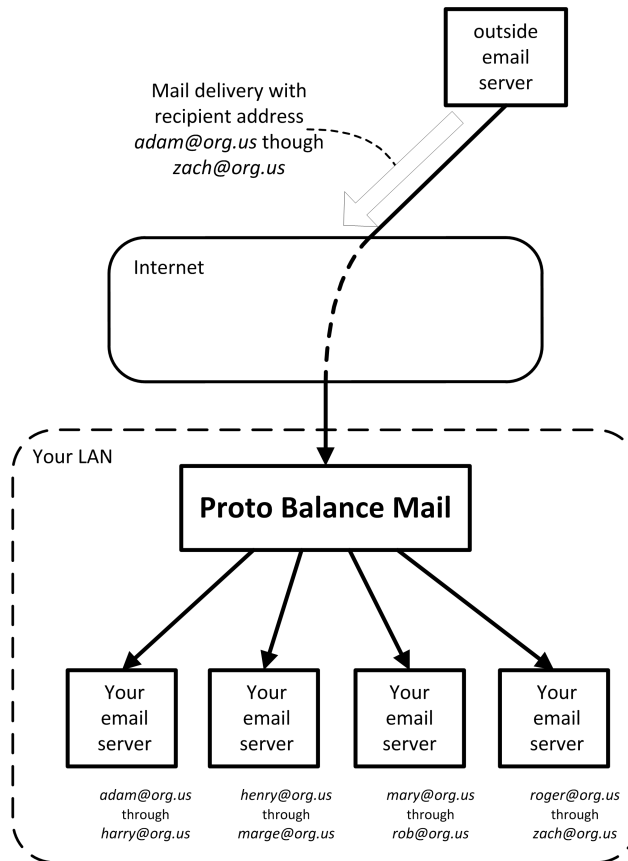 outside
email
server
Mail delivery with
recipient address
adam@org.us though
zach@org.us
Internet
Your LAN
Proto Balance Mail
Your
email
server
Your
email
server
Your
email
server
Your
email
server
adam@org.us
through
harry@org.us
henry@org.us
through
marge@org.us
mary@org.us
through
rob@org.us
roger@org.us
through
zach@org.us